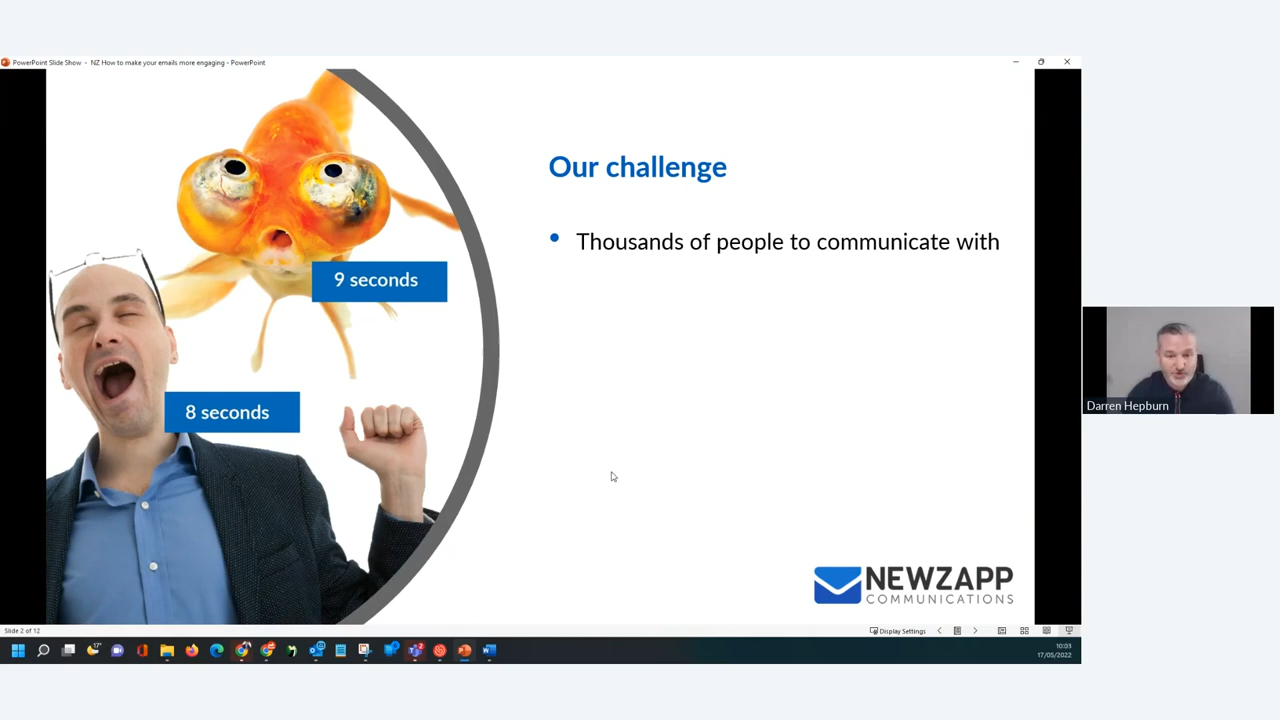 PowerPoint Slide Show - NZ How to make your emails more engaging - PowerPoint
Our challenge
Thousands of people to communicate with
9 seconds
8 seconds
Darren Hepburn
NEWZAPP
COMMUNICATIONS
Slide 2 of 12
Display Settings
10:03
17/05/2022